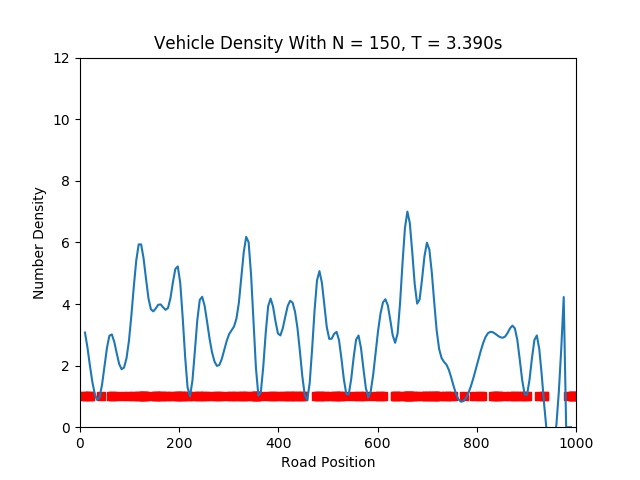 Vehicle Density With N = 150, T = 3.390s
12
10
8
6
4
2
0
Number Density
0 200 400 600 800 1000
Road Position